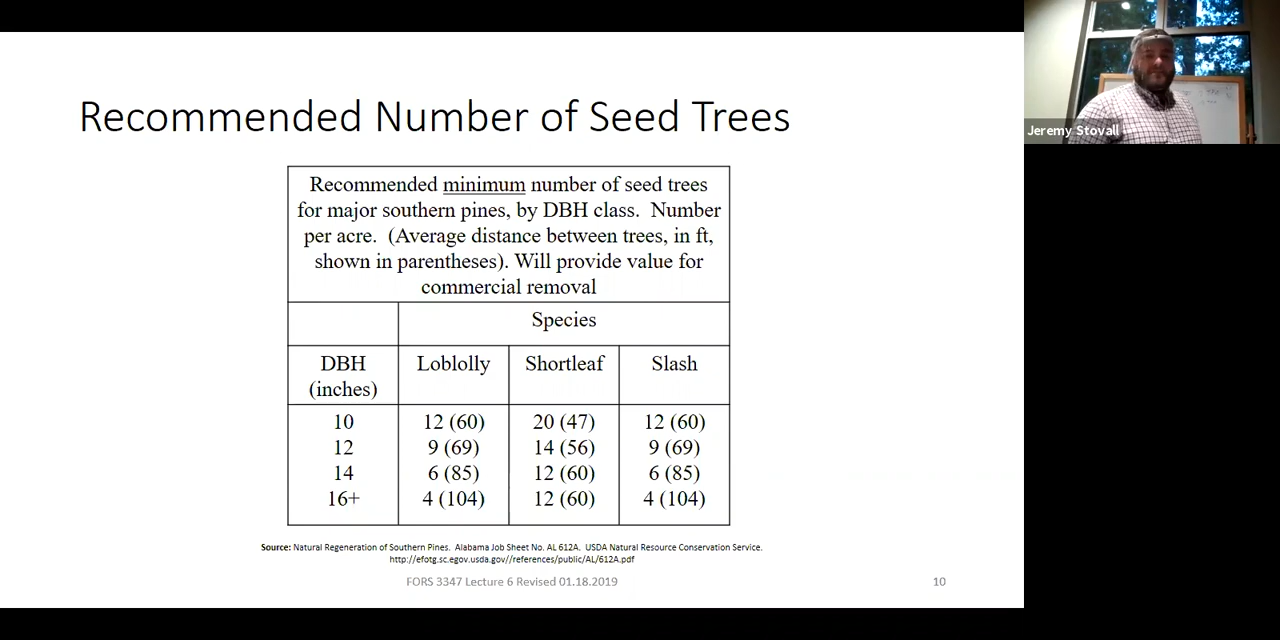 Recommended Number of Seed Trees
Recommended minimum number of seed trees
for major southern pines, by DBH class. Number
per acre. (Average distance between trees, in ft,
shown in parentheses). Will provide value for
commercial removal
Species
DBH
(inches)
Loblolly
Shortleaf
Slash
10 12 (60) 20 (47) 12 (60)
12 9 (69) 14 (56) 9 (69)
14 6 (85) 12 (60) 6 (85)
16+ 4 (104) 12 (60) 4 (104)
Source: Natural Regeneration of Southern Pines. Alabama Job Sheet No. AL 612A. USDA Natural Resource Conservation Service.
http://efotg.sc.egov.usda.gov//references/public/AL/612A.pdf
FORS 3347 Lecture 6 Revised 01.18.2019
10
Jeremy Stovall